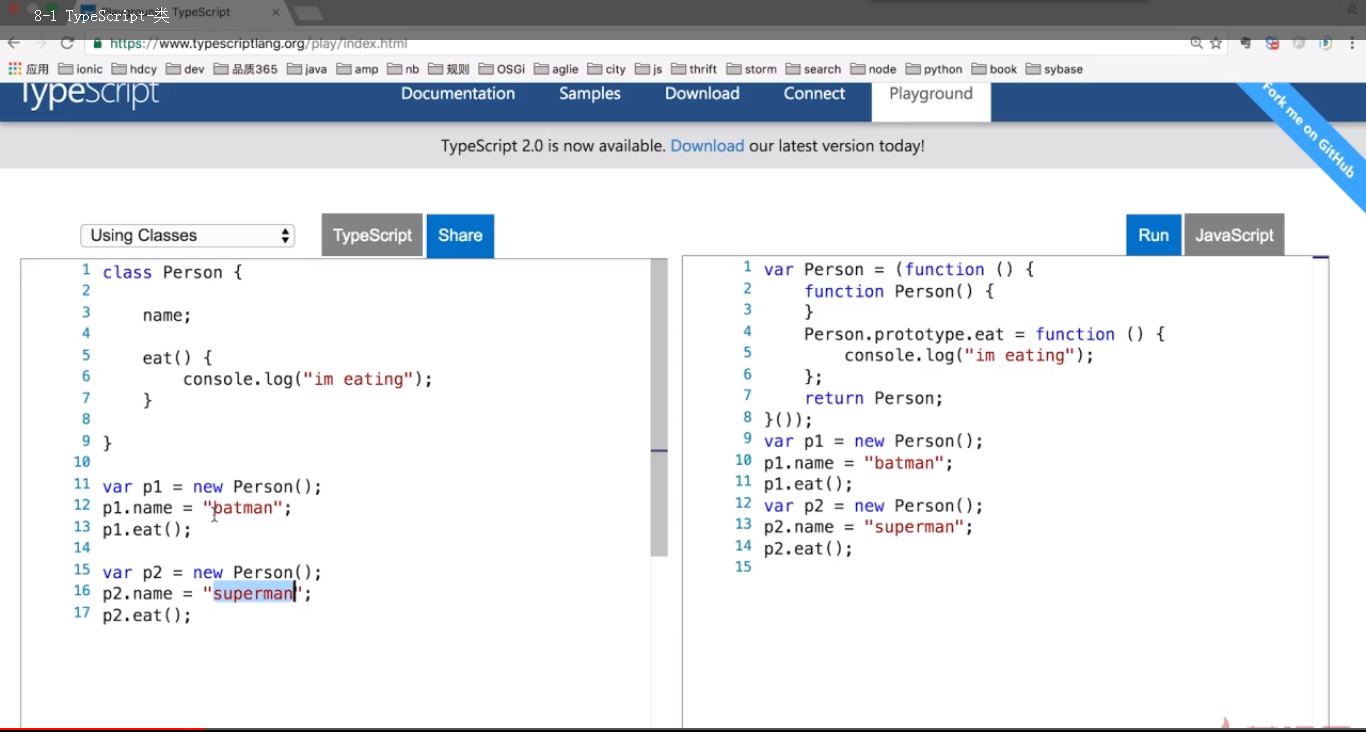 8-1 TypeScript-类
TypeScript
https://www.typescriptlang.org/play/index.html
应用 ionic hdcy dev 品质365 java amp nb 规则 OSGi aglie city js thrift storm search node python book sybase
TypeScript Documentation Samples Download Connect Playground
Fork me on GitHub
TypeScript 2.0 is now available. Download our latest version today!
Using Classes TypeScript Share Run JavaScript
1 class Person {
2
3 name;
4
5 eat() {
6 console.log("im eating");
7 }
8
9 }
10
11 var p1 = new Person();
12 p1.name = "batman";
13 p1.eat();
14
15 var p2 = new Person();
16 p2.name = "superman";
17 p2.eat();
1 var Person = (function () {
2 function Person() {
3 }
4 Person.prototype.eat = function () {
5 console.log("im eating");
6 };
7 return Person;
8 }());
9 var p1 = new Person();
10 p1.name = "batman";
11 p1.eat();
12 var p2 = new Person();
13 p2.name = "superman";
14 p2.eat();
15